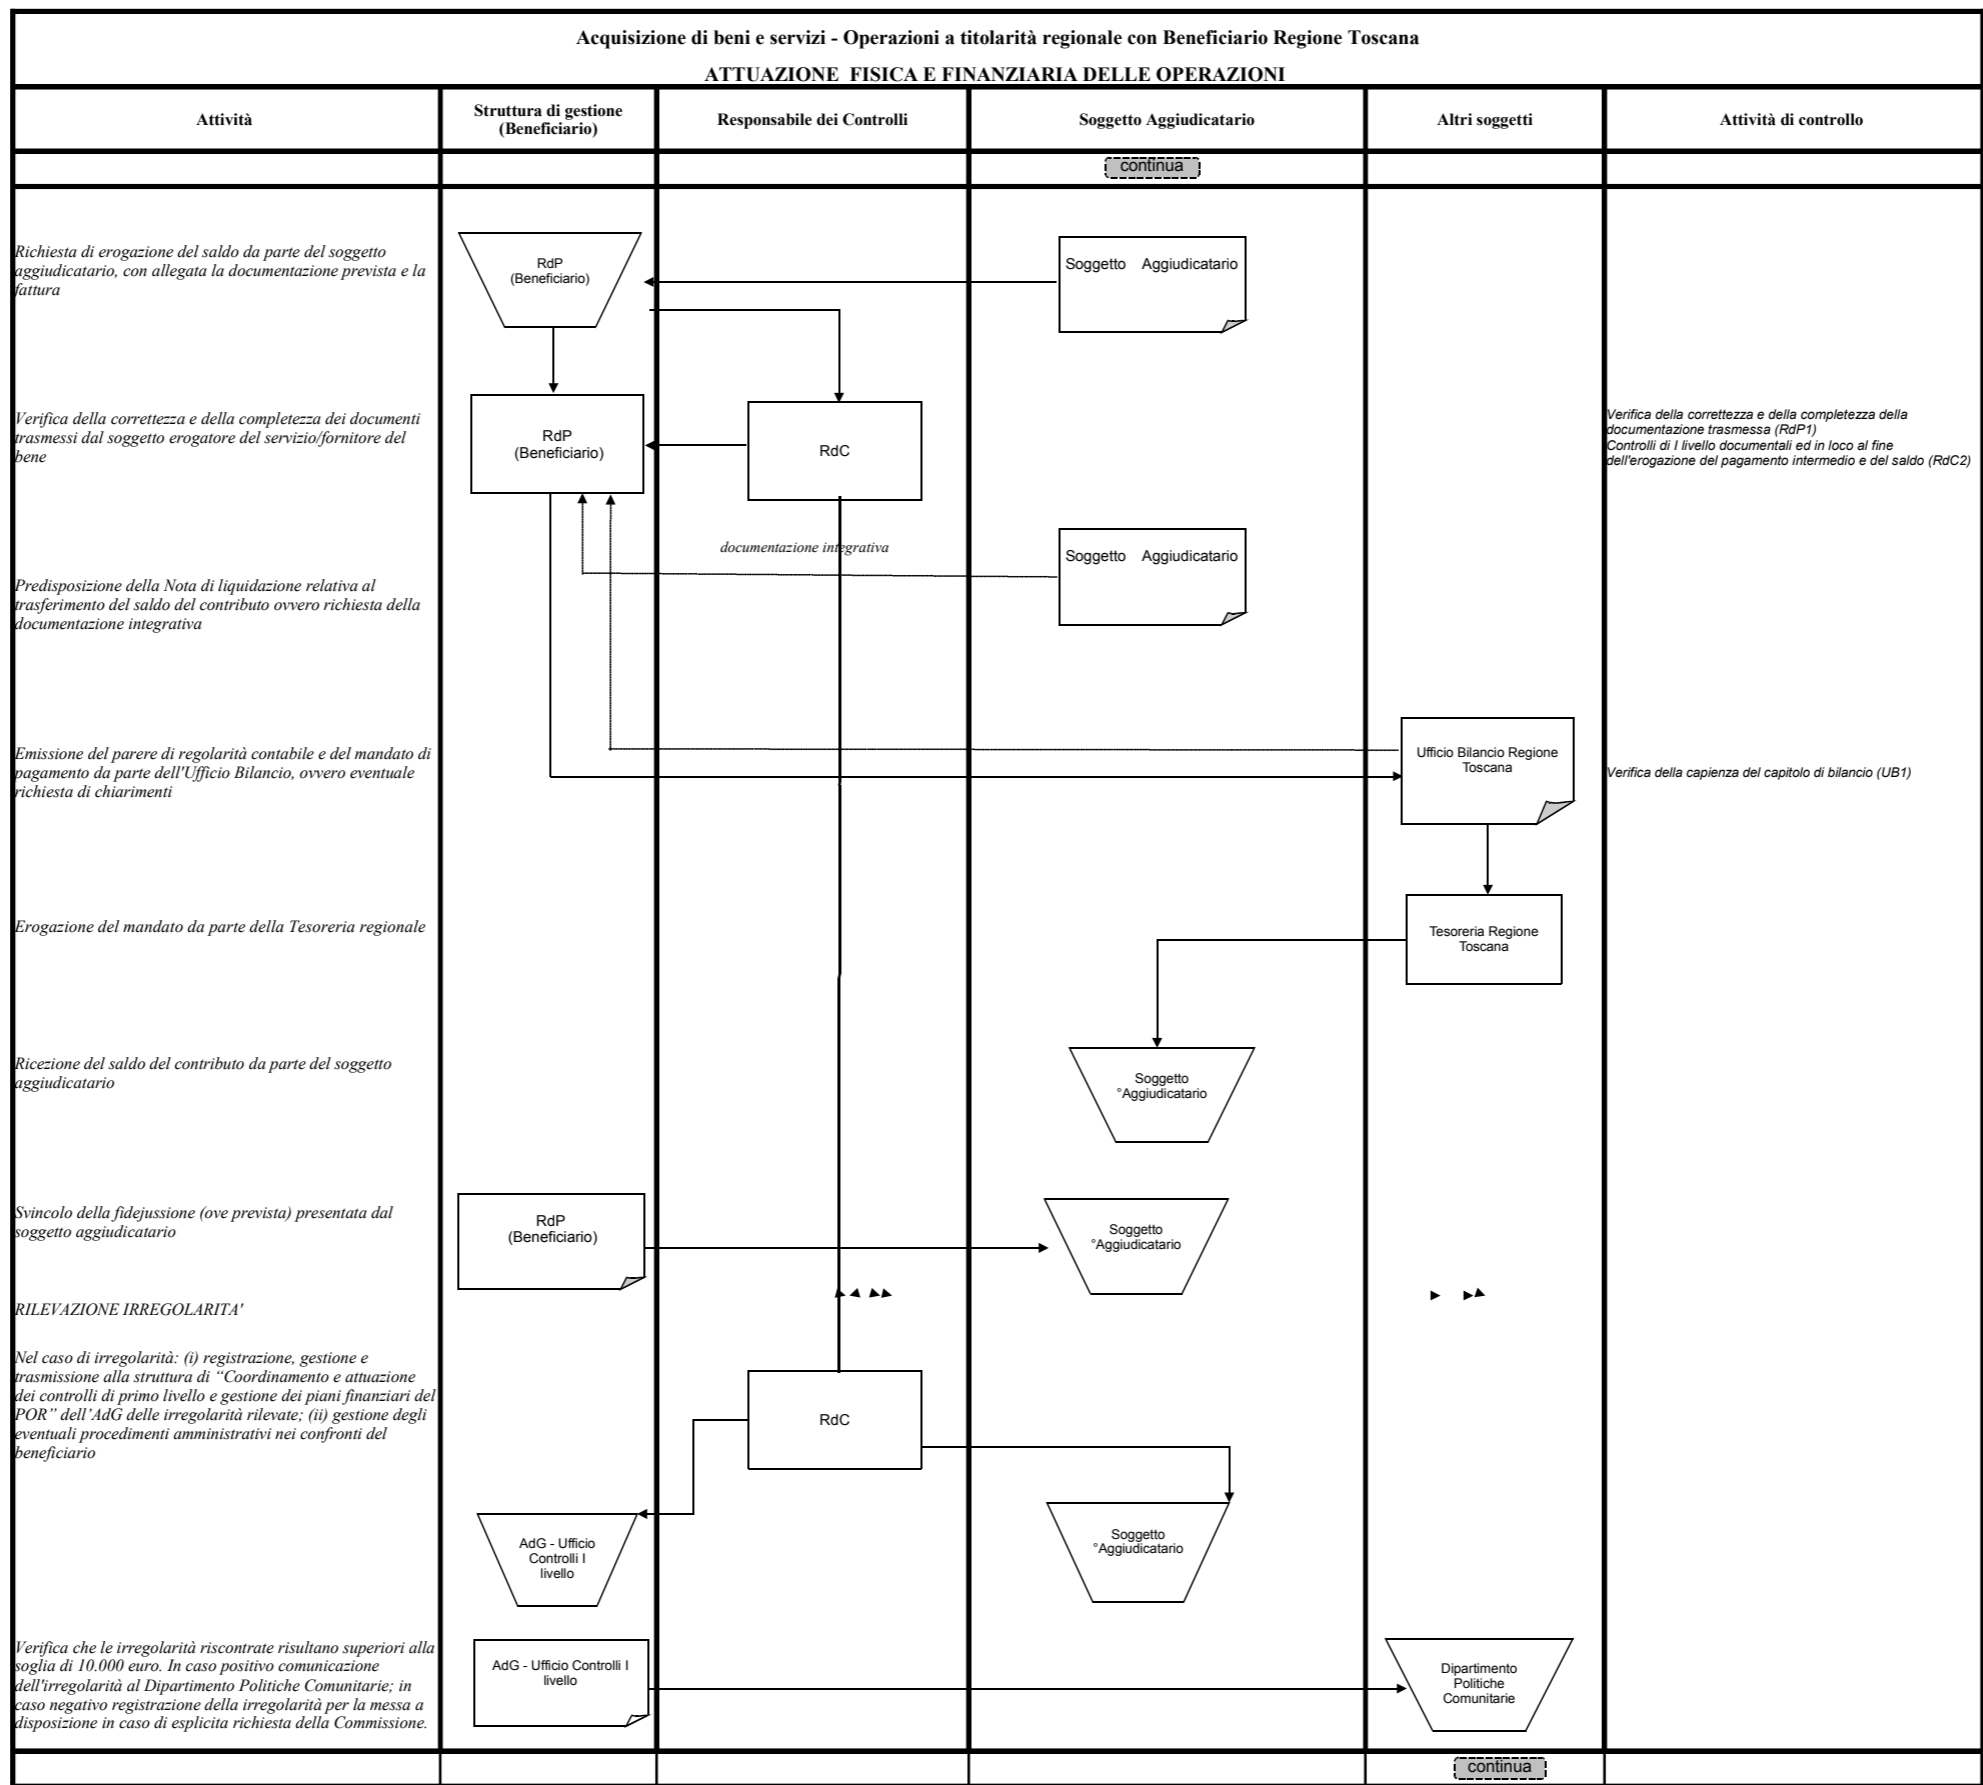 Acquisizione di beni e servizi - Operazioni a titolarità regionale con Beneficiario Regione Toscana
ATTUAZIONE FISICA E FINANZIARIA DELLE OPERAZIONI
Attività
Struttura di gestione
(Beneficiario)
Responsabile dei Controlli
Soggetto Aggiudicatario
Altri soggetti
Attività di controllo
continua
Richiesta di erogazione del saldo da parte del soggetto
aggiudicatario, con allegata la documentazione prevista e la
fattura
RdP
(Beneficiario)
Soggetto Aggiudicatario
Verifica della correttezza e della completezza dei documenti
trasmessi dal soggetto erogatore del servizio/fornitore del
bene
RdP
(Beneficiario)
RdC
Verifica della correttezza e della completezza della
documentazione trasmessa (RdP1)
Controlli di I livello documentali ed in loco al fine
dell'erogazione del pagamento intermedio e del saldo (RdC2)
documentazione integrativa
Soggetto Aggiudicatario
Predisposizione della Nota di liquidazione relativa al
trasferimento del saldo del contributo ovvero richiesta della
documentazione integrativa
Emissione del parere di regolarità contabile e del mandato di
pagamento da parte dell'Ufficio Bilancio, ovvero eventuale
richiesta di chiarimenti
Ufficio Bilancio Regione
Toscana
Verifica della capienza del capitolo di bilancio (UB1)
Erogazione del mandato da parte della Tesoreria regionale
Tesoreria Regione
Toscana
Ricezione del saldo del contributo da parte del soggetto
aggiudicatario
Soggetto
°Aggiudicatario
Svincolo della fidejussione (ove prevista) presentata dal
soggetto aggiudicatario
RdP
(Beneficiario)
Soggetto
°Aggiudicatario
RILEVAZIONE IRREGOLARITA'
Nel caso di irregolarità: (i) registrazione, gestione e
trasmissione alla struttura di “Coordinamento e attuazione
dei controlli di primo livello e gestione dei piani finanziari del
POR” dell’AdG delle irregolarità rilevate; (ii) gestione degli
eventuali procedimenti amministrativi nei confronti del
beneficiario
RdC
AdG - Ufficio
Controlli I
livello
Soggetto
°Aggiudicatario
Verifica che le irregolarità riscontrate risultano superiori alla
soglia di 10.000 euro. In caso positivo comunicazione
dell'irregolarità al Dipartimento Politiche Comunitarie; in
caso negativo registrazione della irregolarità per la messa a
disposizione in caso di esplicita richiesta della Commissione.
AdG - Ufficio Controlli I
livello
Dipartimento
Politiche
Comunitarie
continua